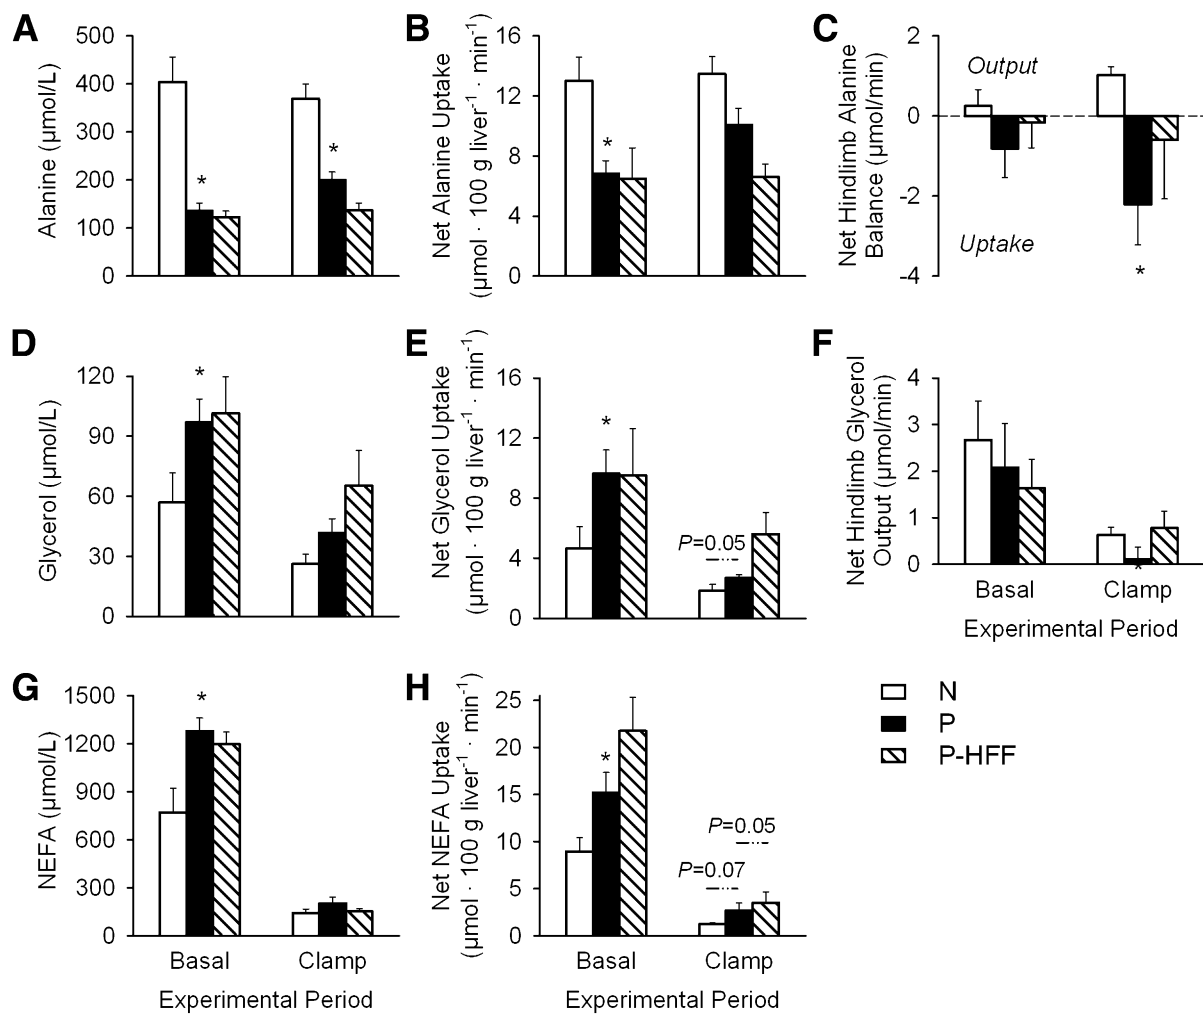 A
Alanine (µmol/L)
500
400
300
200
100
0
*
*
B
Net Alanine Uptake
(µmol · 100 g liver⁻¹ · min⁻¹)
16
12
8
4
0
*
C
Net Hindlimb Alanine
Balance (µmol/min)
2
0
-2
-4
Output
Uptake
*
D
Glycerol (µmol/L)
120
90
60
30
0
*
E
Net Glycerol Uptake
(µmol · 100 g liver⁻¹ · min⁻¹)
16
12
8
4
0
*
P=0.05
F
Net Hindlimb Glycerol
Output (µmol/min)
4
3
2
1
0
*
Basal Clamp
Experimental Period
G
NEFA (µmol/L)
1500
1200
900
600
300
0
*
Basal Clamp
Experimental Period
H
Net NEFA Uptake
(µmol · 100 g liver⁻¹ · min⁻¹)
25
20
15
10
5
0
*
P=0.05
P=0.07
Basal Clamp
Experimental Period
N
P
P-HFF